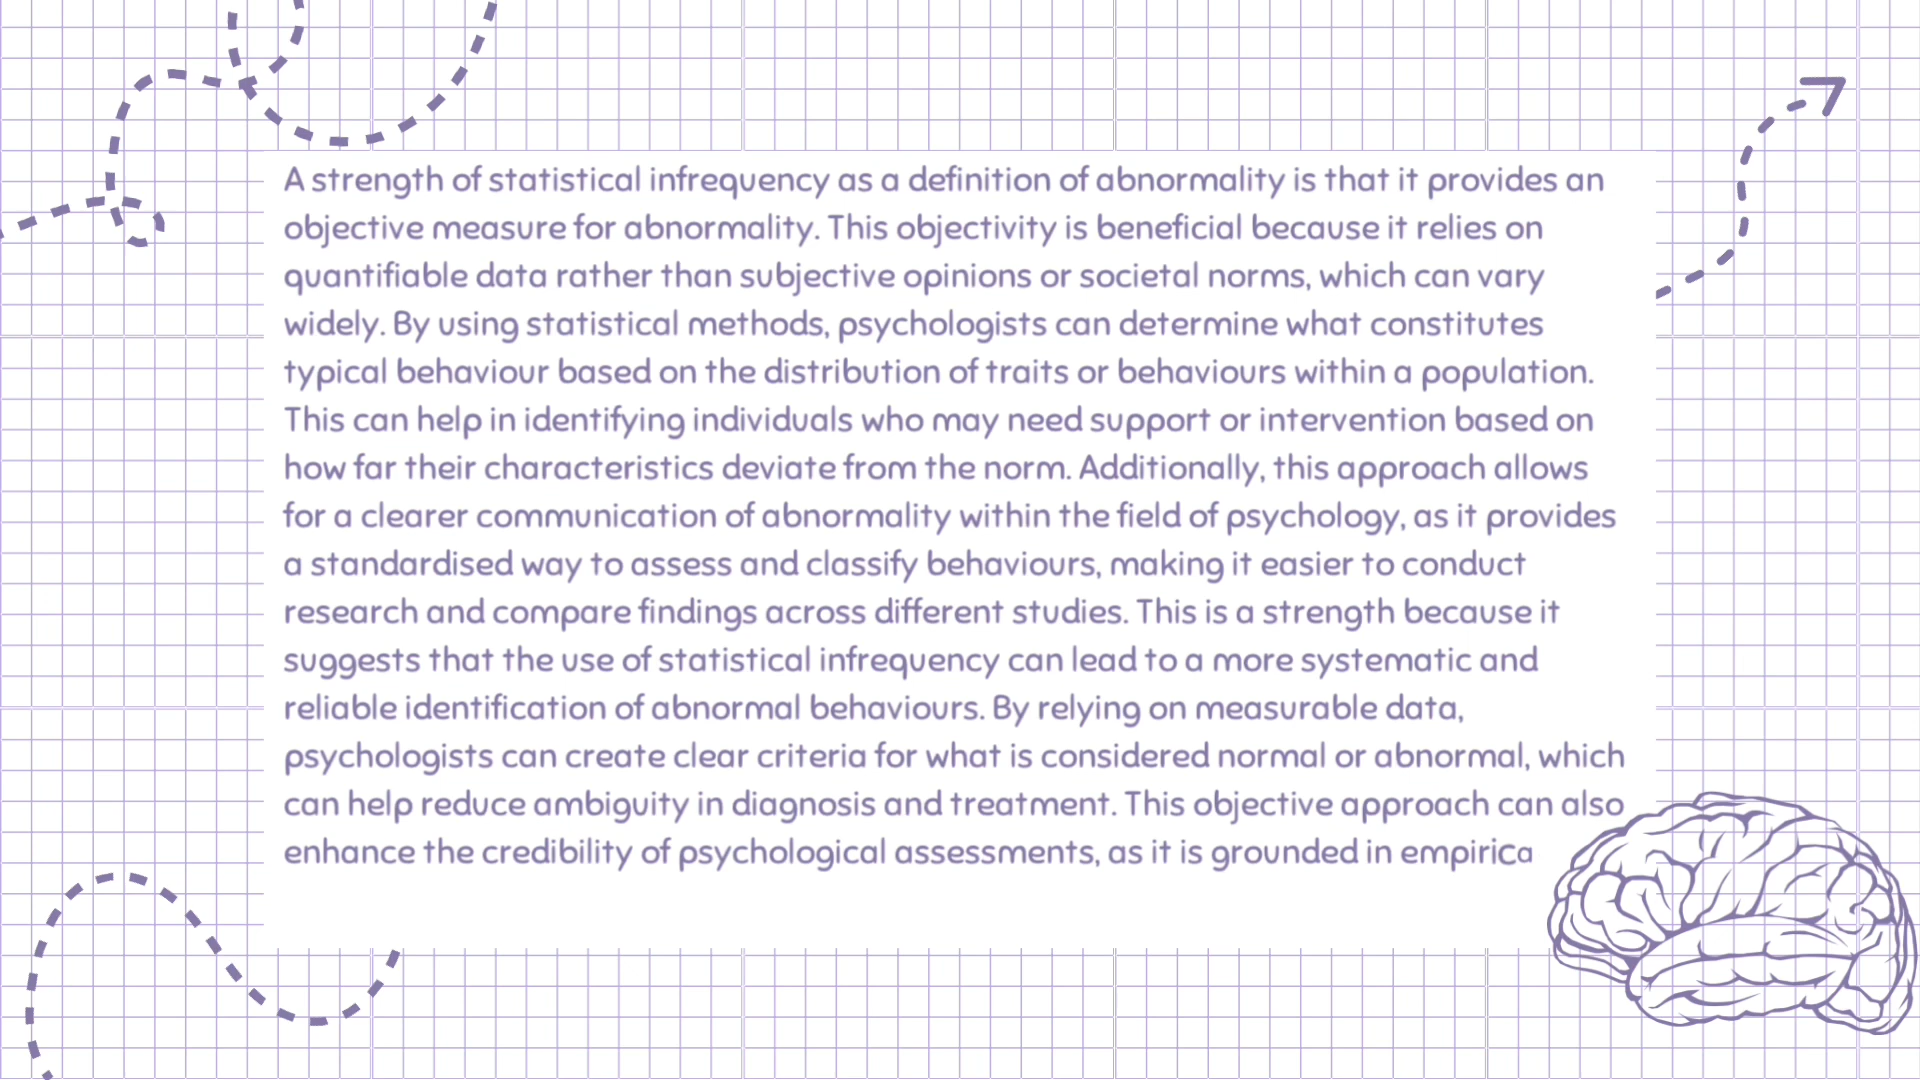 A strength of statistical infrequency as a definition of abnormality is that it provides an
objective measure for abnormality. This objectivity is beneficial because it relies on
quantifiable data rather than subjective opinions or societal norms, which can vary
widely. By using statistical methods, psychologists can determine what constitutes
typical behaviour based on the distribution of traits or behaviours within a population.
This can help in identifying individuals who may need support or intervention based on
how far their characteristics deviate from the norm. Additionally, this approach allows
for a clearer communication of abnormality within the field of psychology, as it provides
a standardised way to assess and classify behaviours, making it easier to conduct
research and compare findings across different studies. This is a strength because it
suggests that the use of statistical infrequency can lead to a more systematic and
reliable identification of abnormal behaviours. By relying on measurable data,
psychologists can create clear criteria for what is considered normal or abnormal, which
can help reduce ambiguity in diagnosis and treatment. This objective approach can also
enhance the credibility of psychological assessments, as it is grounded in empirica